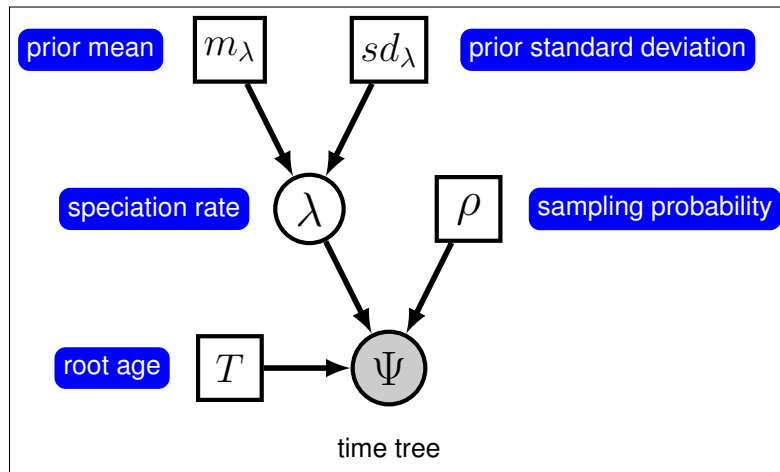 prior mean
m_λ
sd_λ
prior standard deviation
speciation rate
λ
ρ
sampling probability
root age
T
Ψ
time tree